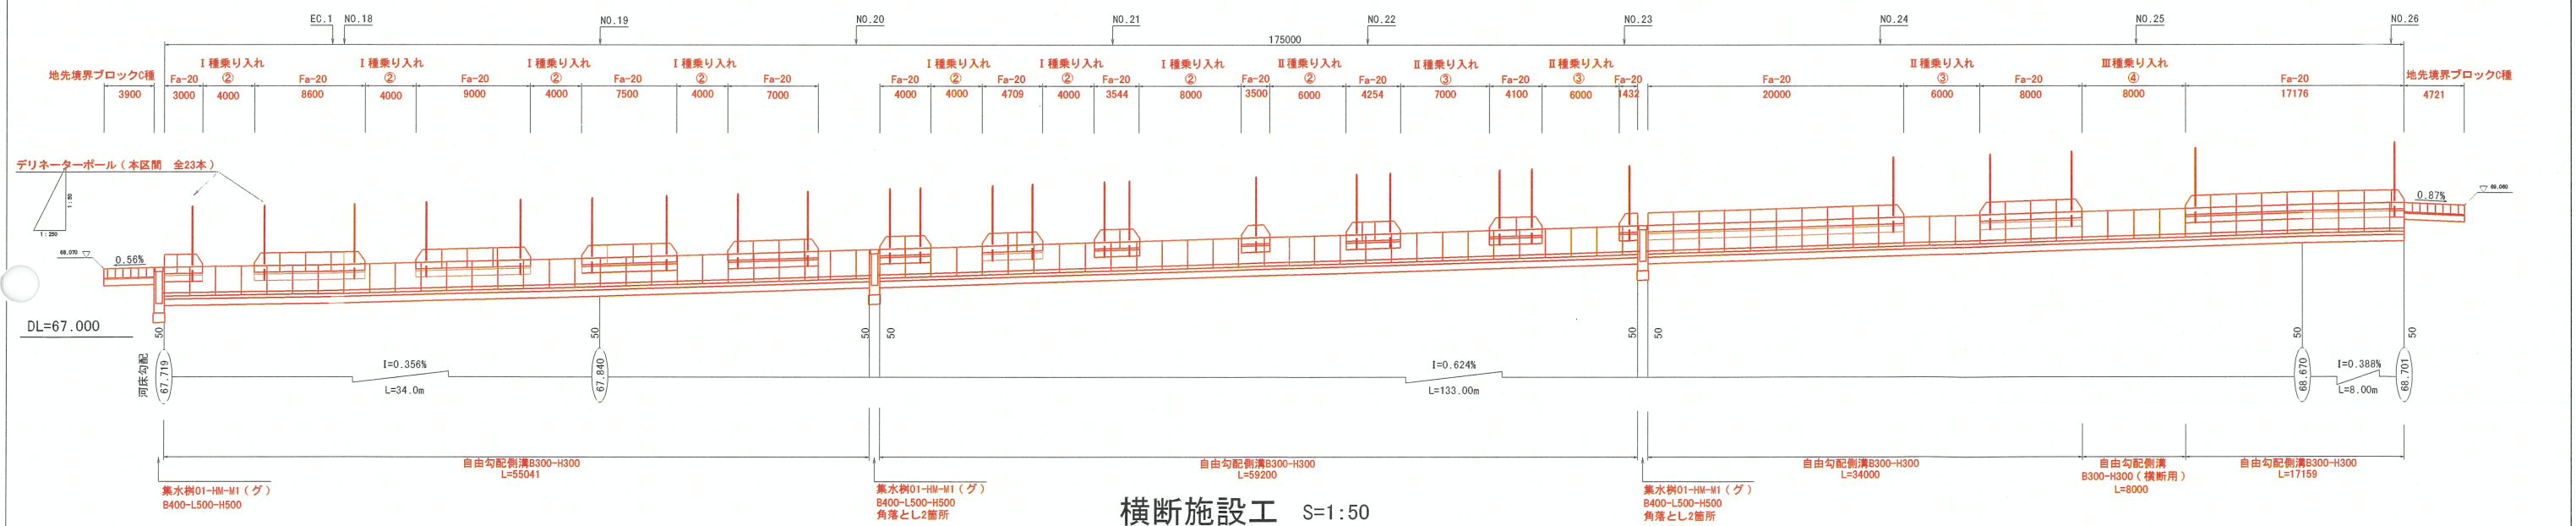 EC.1 NO.18 NO.19 NO.20 NO.21 NO.22 NO.23 NO.24 NO.25 NO.26
175000
地先境界ブロックC種 Ⅰ種乗り入れ Ⅰ種乗り入れ Ⅰ種乗り入れ Ⅰ種乗り入れ Ⅰ種乗り入れ Ⅰ種乗り入れ Ⅰ種乗り入れ Ⅱ種乗り入れ Ⅱ種乗り入れ Ⅱ種乗り入れ Ⅱ種乗り入れ Ⅲ種乗り入れ 地先境界ブロックC種
Fa-20 ② Fa-20 ② Fa-20 ② Fa-20 ② Fa-20 Fa-20 ② Fa-20 ② Fa-20 ② Fa-20 ② Fa-20 ③ Fa-20 ③ Fa-20 Fa-20 ③ Fa-20 ④ Fa-20
3900 3000 4000 8600 4000 9000 4000 7500 4000 7000 4000 4000 4709 4000 3544 8000 3500 6000 4254 7000 4100 6000 1432 20000 6000 8000 8000 17176 4721
デリネーターポール(本区間 全23本)
1:50
1:250
68.070
0.56%
0.87%
69.060
DL=67.000
50 50 50 50 50 50 50 50
河床勾配
67.719
I=0.356%
L=34.0m
67.840
I=0.624%
L=133.00m
68.670
I=0.388%
L=8.00m
68.701
自由勾配側溝B300-H300
L=55041
自由勾配側溝B300-H300
L=59200
自由勾配側溝B300-H300
L=34000
自由勾配側溝
B300-H300(横断用)
L=8000
自由勾配側溝B300-H300
L=17159
集水桝01-HM-M1(グ)
B400-L500-H500
集水桝01-HM-M1(グ)
B400-L500-H500
角落とし2箇所
集水桝01-HM-M1(グ)
B400-L500-H500
角落とし2箇所
横断施設工 S=1:50